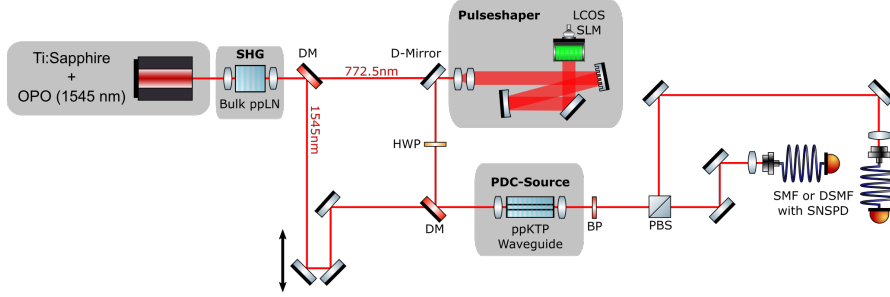 Ti:Sapphire
+
OPO (1545 nm)
SHG
Bulk ppLN
DM
772.5nm
1545nm
D-Mirror
Pulseshaper
LCOS
SLM
HWP
DM
PDC-Source
ppKTP
Waveguide
BP
PBS
SMF or DSMF
with SNSPD